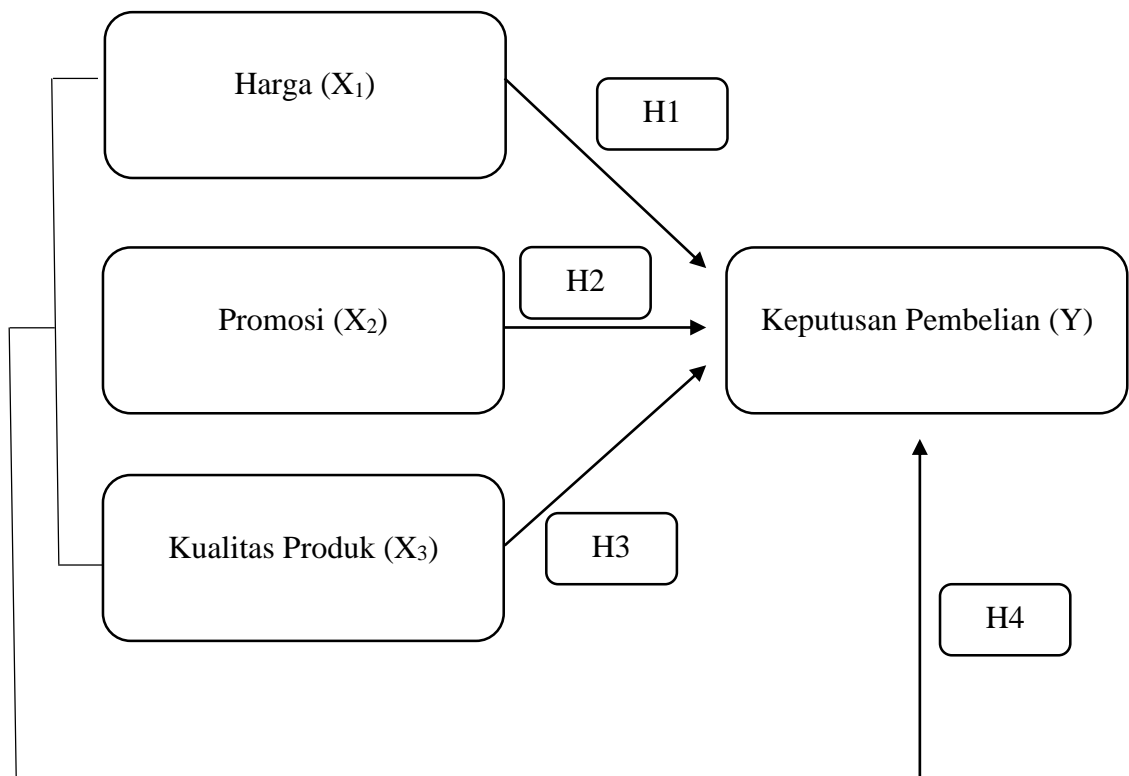 Harga (X₁)
H1
H2
Promosi (X₂)
Keputusan Pembelian (Y)
Kualitas Produk (X₃)
H3
H4